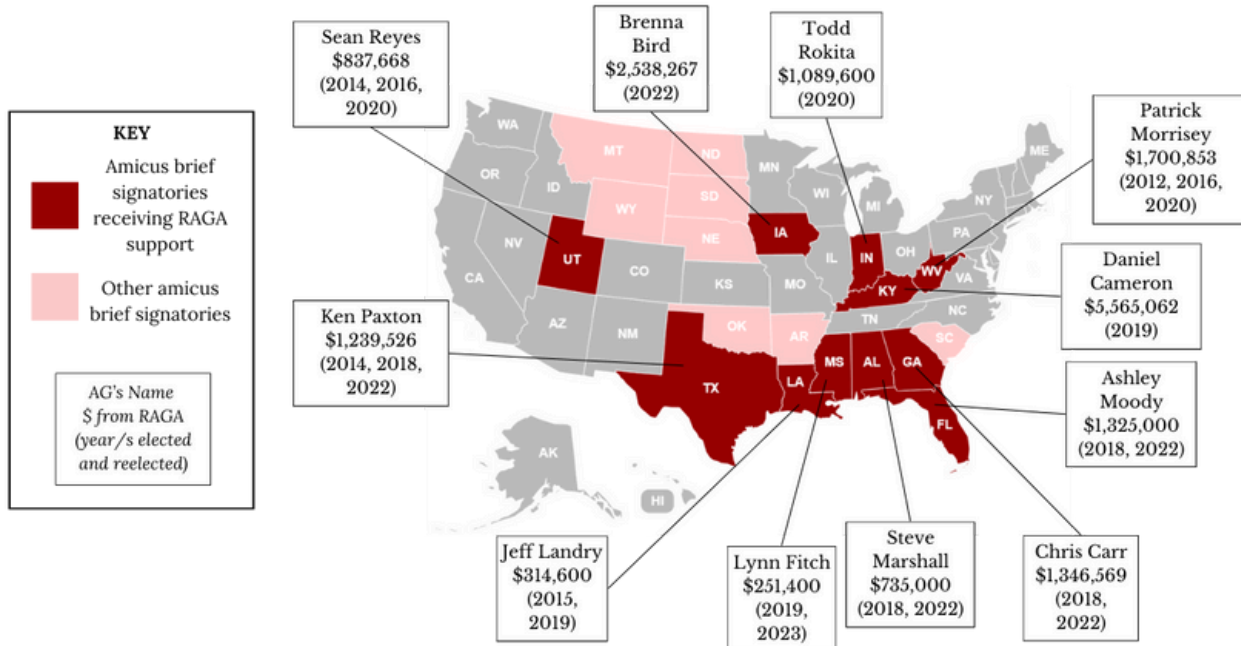 Sean Reyes
$837,668
(2014, 2016,
2020)
Brenna
Bird
$2,538,267
(2022)
Todd
Rokita
$1,089,600
(2020)
Patrick
Morrisey
$1,700,853
(2012, 2016,
2020)
KEY
Amicus brief
signatories
receiving RAGA
support
Other amicus
brief signatories
AG's Name
$ from RAGA
(year/s elected
and reelected)
Ken Paxton
$1,239,526
(2014, 2018,
2022)
Daniel
Cameron
$5,565,062
(2019)
Ashley
Moody
$1,325,000
(2018, 2022)
WA
MT
ND
MN
ME
OR
ID
SD
WI
MI
NY
WY
IA
PA
NE
NV
UT
IL
IN
OH
CO
WV
VA
CA
KS
MO
KY
NC
TN
AZ
NM
OK
AR
SC
MS
AL
GA
TX
LA
FL
AK
HI
Jeff Landry
$314,600
(2015,
2019)
Lynn Fitch
$251,400
(2019,
2023)
Steve
Marshall
$735,000
(2018, 2022)
Chris Carr
$1,346,569
(2018,
2022)